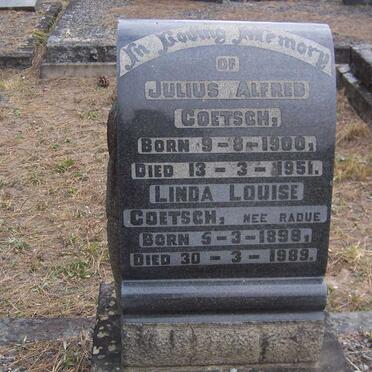 In Loving Memory
OF
JULIUS ALFRED
GOETSCH,
BORN 9-8-1900,
DIED 13-3-1951.
LINDA LOUISE
GOETSCH, NEE RADUE
BORN 5-3-1898,
DIED 30-3-1989.